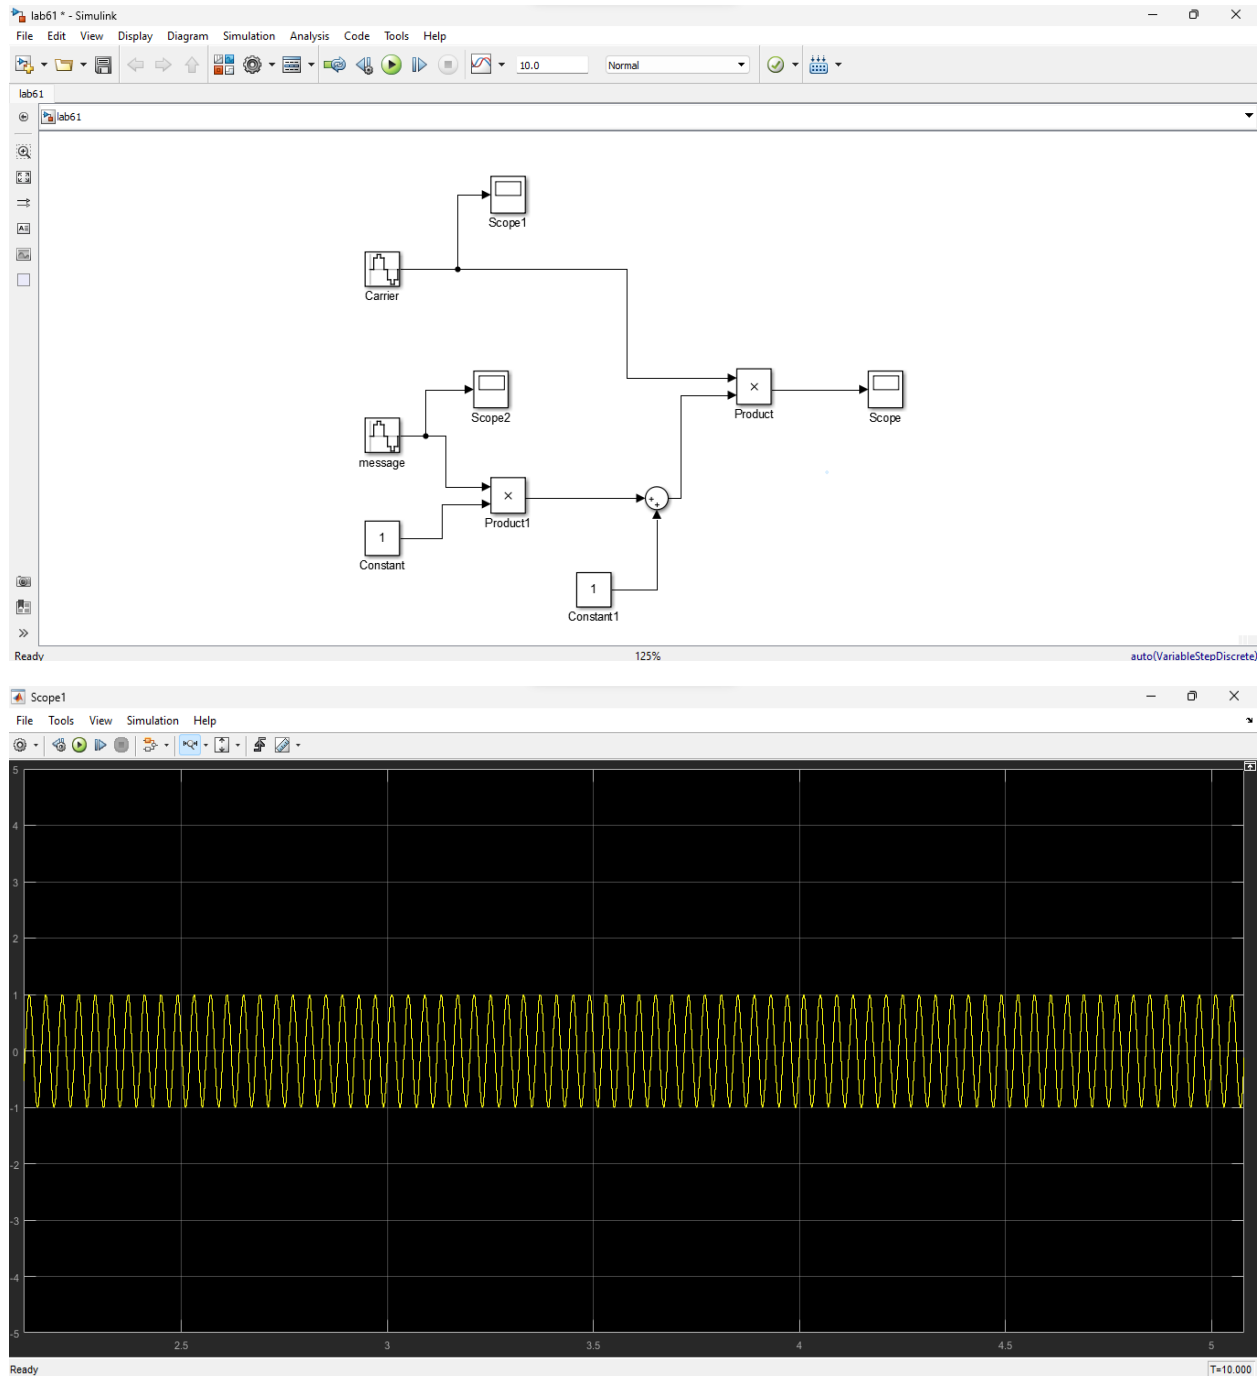 lab61 * - Simulink
File Edit View Display Diagram Simulation Analysis Code Tools Help
10.0 Normal
lab61
lab61
Scope1
Carrier
Scope2
message
×
Product
Scope
×
Product1
1
Constant
1
Constant1
Ready 125% auto(VariableStepDiscrete)
Scope1
File Tools View Simulation Help
5
4
3
2
1
0
-1
-2
-3
-4
-5
2.5 3 3.5 4 4.5 5
Ready T=10.000